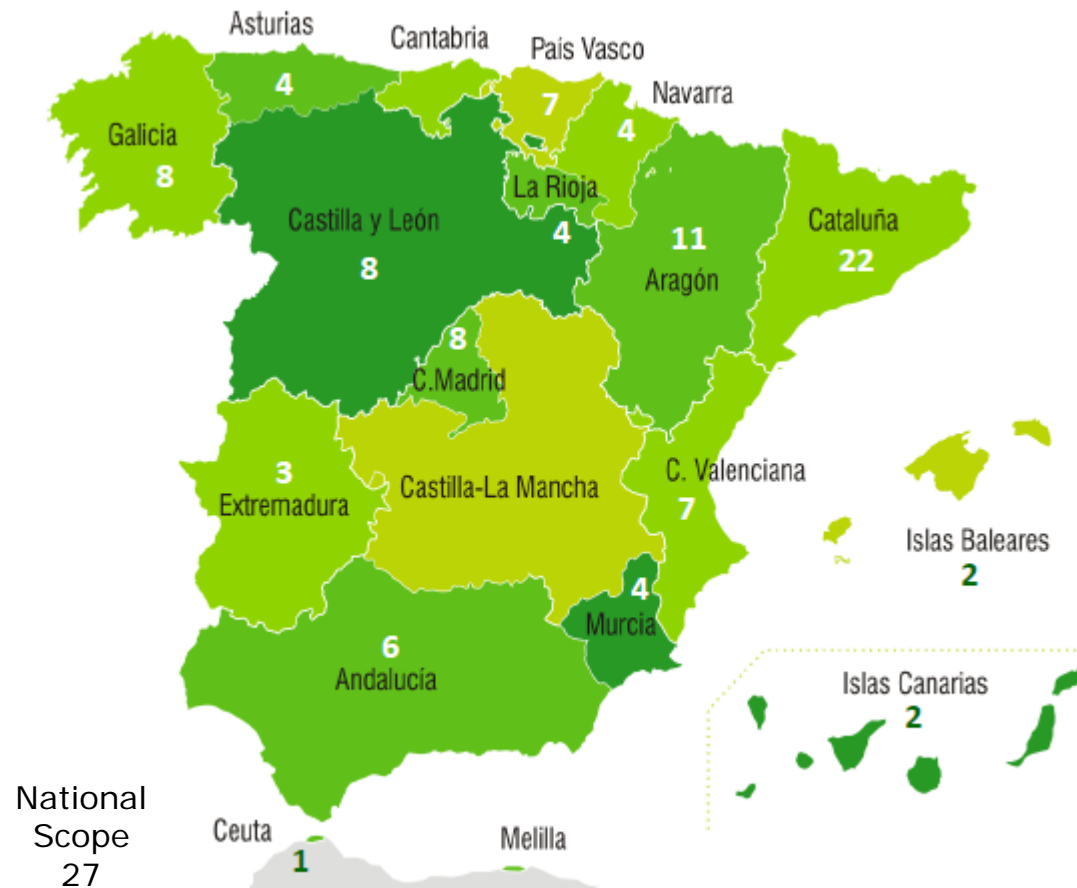 Asturias
4
Cantabria
País Vasco
7
Navarra
4
Galicia
8
La Rioja
4
Castilla y León
8
11
Aragón
Cataluña
22
8
C.Madrid
3
Extremadura
Castilla-La Mancha
C. Valenciana
7
Islas Baleares
2
4
Murcia
6
Andalucía
Islas Canarias
2
National
Scope
27
Ceuta
1
Melilla